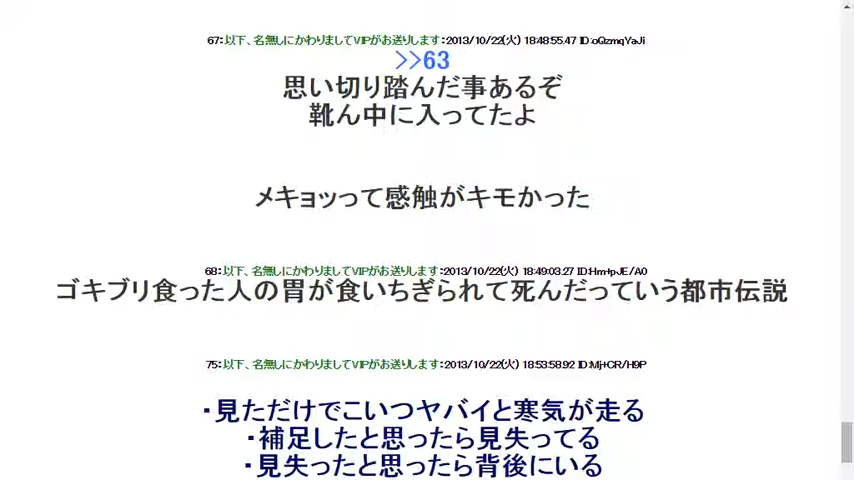 67:以下、名無しにかわりましてVIPがお送りします:2013/10/22(火) 18:48:55.47 ID:oQzmqYaJi
>>63
思い切り踏んだ事あるぞ
靴ん中に入ってたよ
メキョッって感触がキモかった
68:以下、名無しにかわりましてVIPがお送りします:2013/10/22(火) 18:49:03.27 ID:Hm+pJE/A0
ゴキブリ食った人の胃が食いちぎられて死んだっていう都市伝説
75:以下、名無しにかわりましてVIPがお送りします:2013/10/22(火) 18:53:58.92 ID:Mj+CR/H9P
・見ただけでこいつヤバイと寒気が走る
・補足したと思ったら見失ってる
・見失ったと思ったら背後にいる